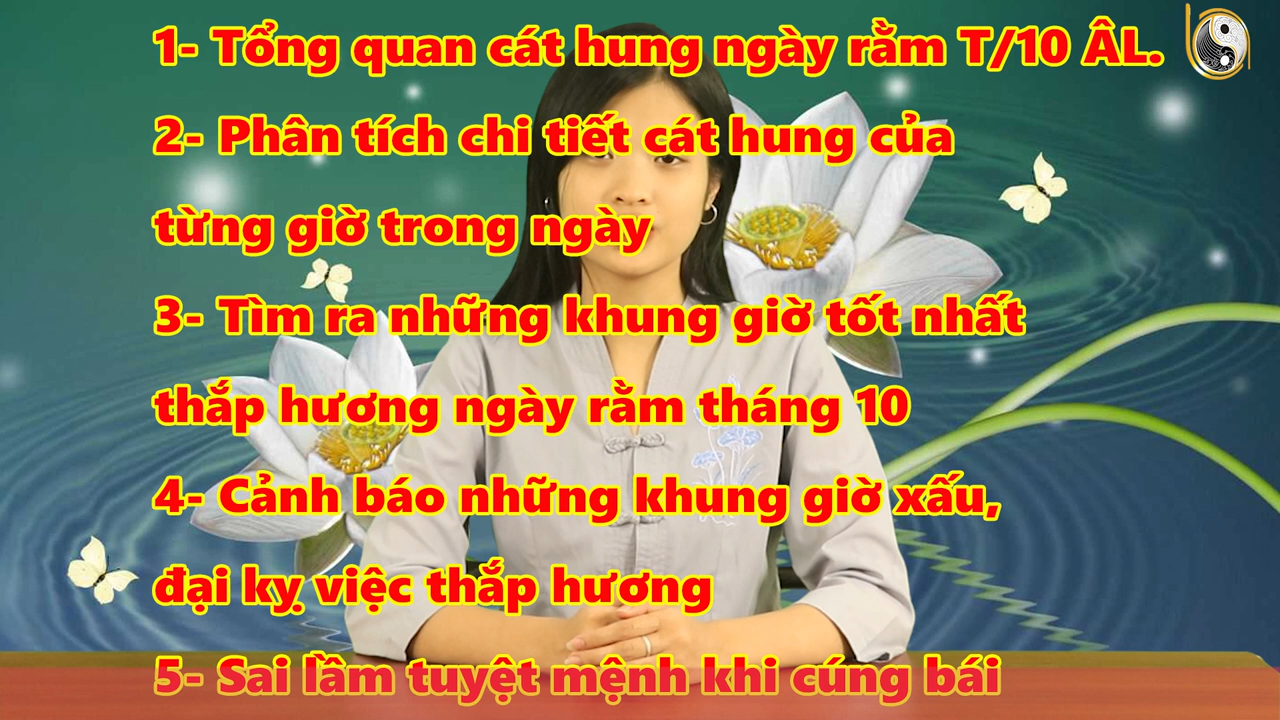 1- Tổng quan cát hung ngày rằm T/10 ÂL.
2- Phân tích chi tiết cát hung của
từng giờ trong ngày
3- Tìm ra những khung giờ tốt nhất
thắp hương ngày rằm tháng 10
4- Cảnh báo những khung giờ xấu,
đại kỵ việc thắp hương
5- Sai lầm tuyệt mệnh khi cúng bái